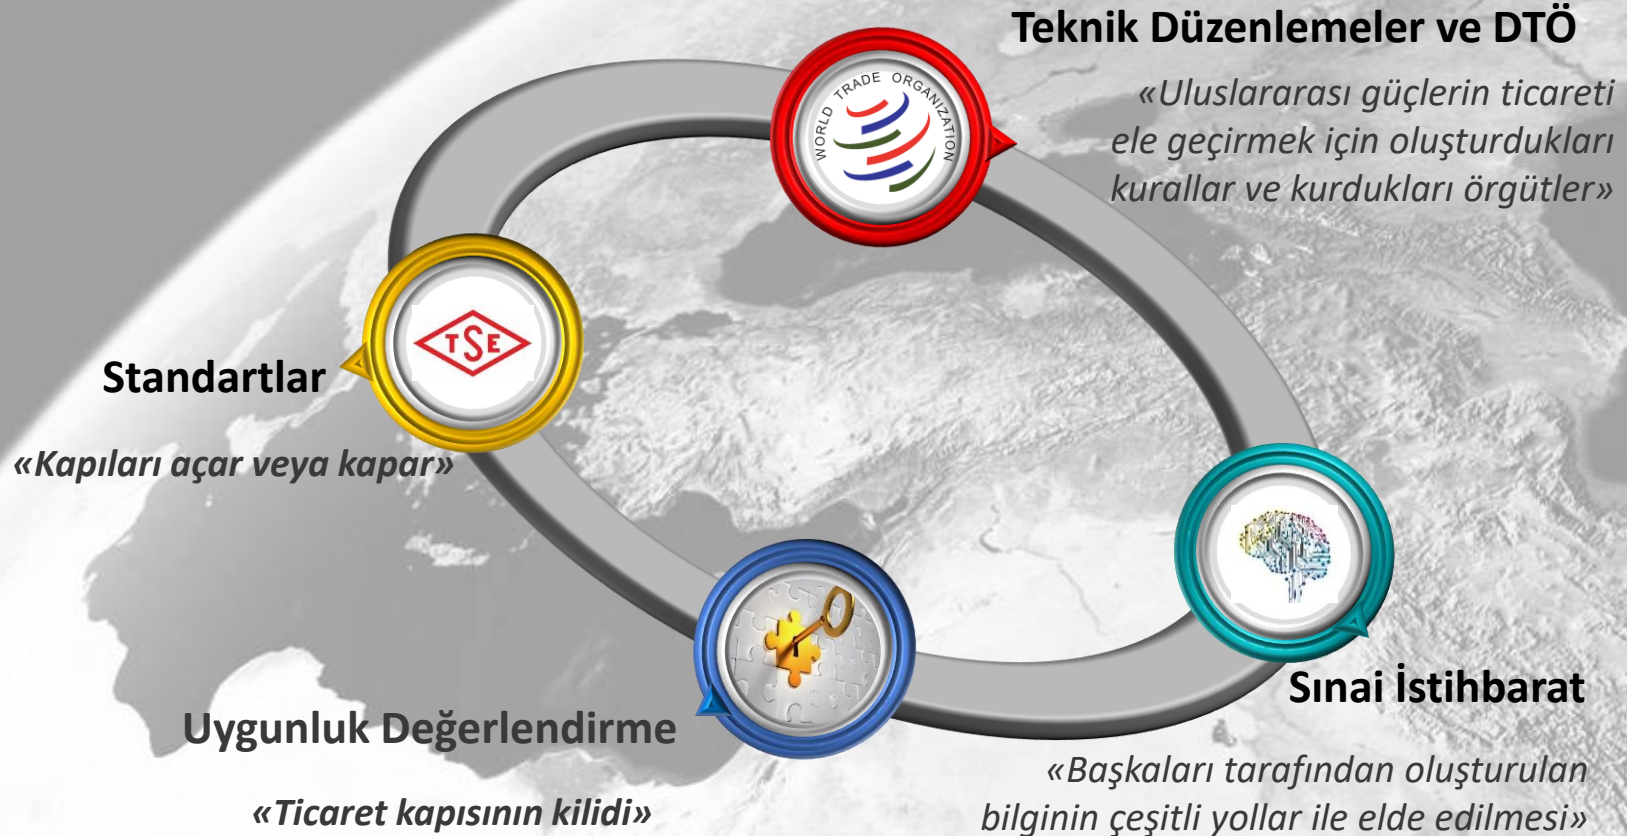 Teknik Düzenlemeler ve DTÖ
«Uluslararası güçlerin ticareti
ele geçirmek için oluşturdukları
kurallar ve kurdukları örgütler»
WORLD TRADE ORGANIZATION
TSE
Standartlar
«Kapıları açar veya kapar»
Uygunluk Değerlendirme
«Ticaret kapısının kilidi»
Sınai İstihbarat
«Başkaları tarafından oluşturulan
bilginin çeşitli yollar ile elde edilmesi»